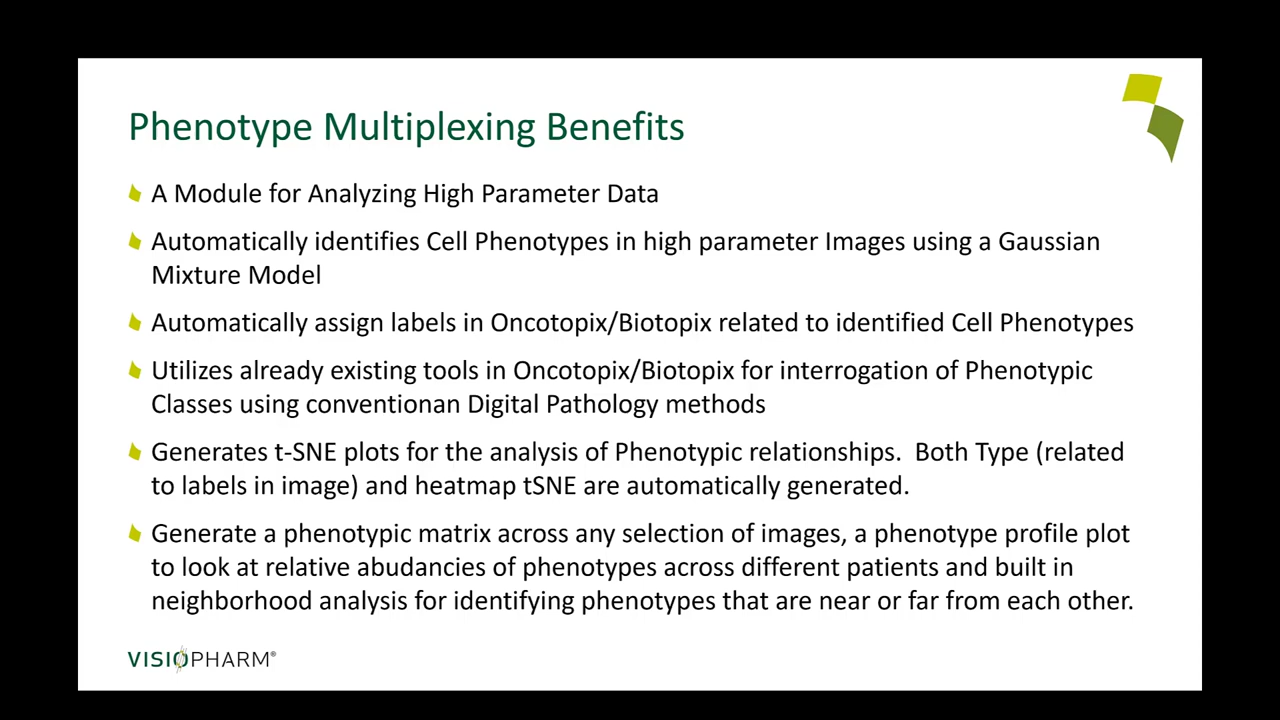 Phenotype Multiplexing Benefits
A Module for Analyzing High Parameter Data
Automatically identifies Cell Phenotypes in high parameter Images using a Gaussian
Mixture Model
Automatically assign labels in Oncotopix/Biotopix related to identified Cell Phenotypes
Utilizes already existing tools in Oncotopix/Biotopix for interrogation of Phenotypic
Classes using conventionan Digital Pathology methods
Generates t-SNE plots for the analysis of Phenotypic relationships.  Both Type (related
to labels in image) and heatmap tSNE are automatically generated.
Generate a phenotypic matrix across any selection of images, a phenotype profile plot
to look at relative abudancies of phenotypes across different patients and built in
neighborhood analysis for identifying phenotypes that are near or far from each other.
VISIOPHARM®